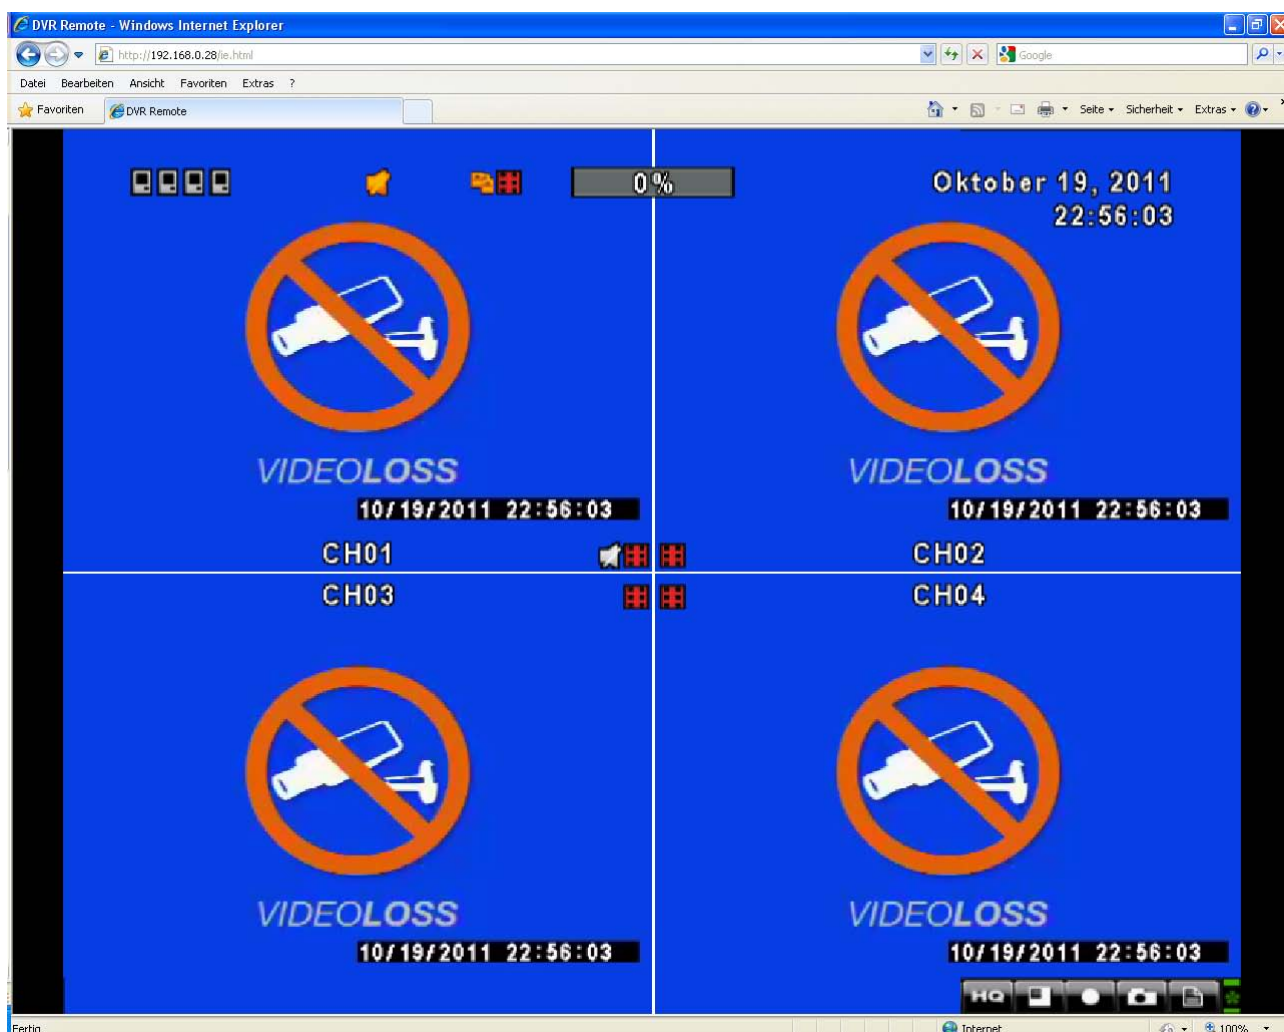 DVR Remote - Windows Internet Explorer
http://192.168.0.28/ie.html
Google
Datei Bearbeiten Ansicht Favoriten Extras ?
Favoriten
DVR Remote
Seite
Sicherheit
Extras
0%
Oktober 19, 2011
22:56:03
VIDEOLOSS
10/19/2011 22:56:03
CH01
VIDEOLOSS
10/19/2011 22:56:03
CH02
CH03
VIDEOLOSS
10/19/2011 22:56:03
CH04
VIDEOLOSS
10/19/2011 22:56:03
HQ
Fertig
Internet
100%